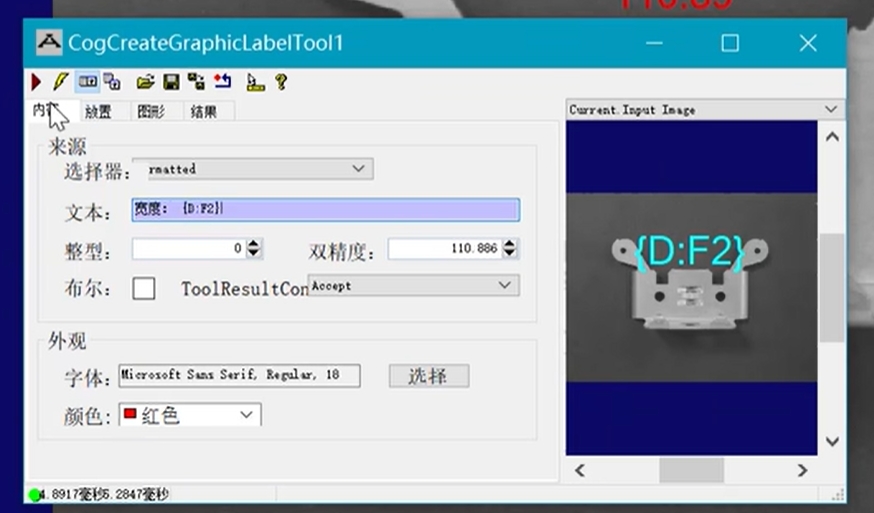 CogCreateGraphicLabelTool1
放置 图形 结果
Current.Input Image
来源
选择器: rmatted
文本: 宽度: {D:F2}
整型: 0 双精度: 110.886
布尔: ToolResultCon Accept
{D:F2}
外观
字体: Microsoft Sans Serif, Regular, 18 选择
颜色: 红色
4.8917毫秒5.2847毫秒